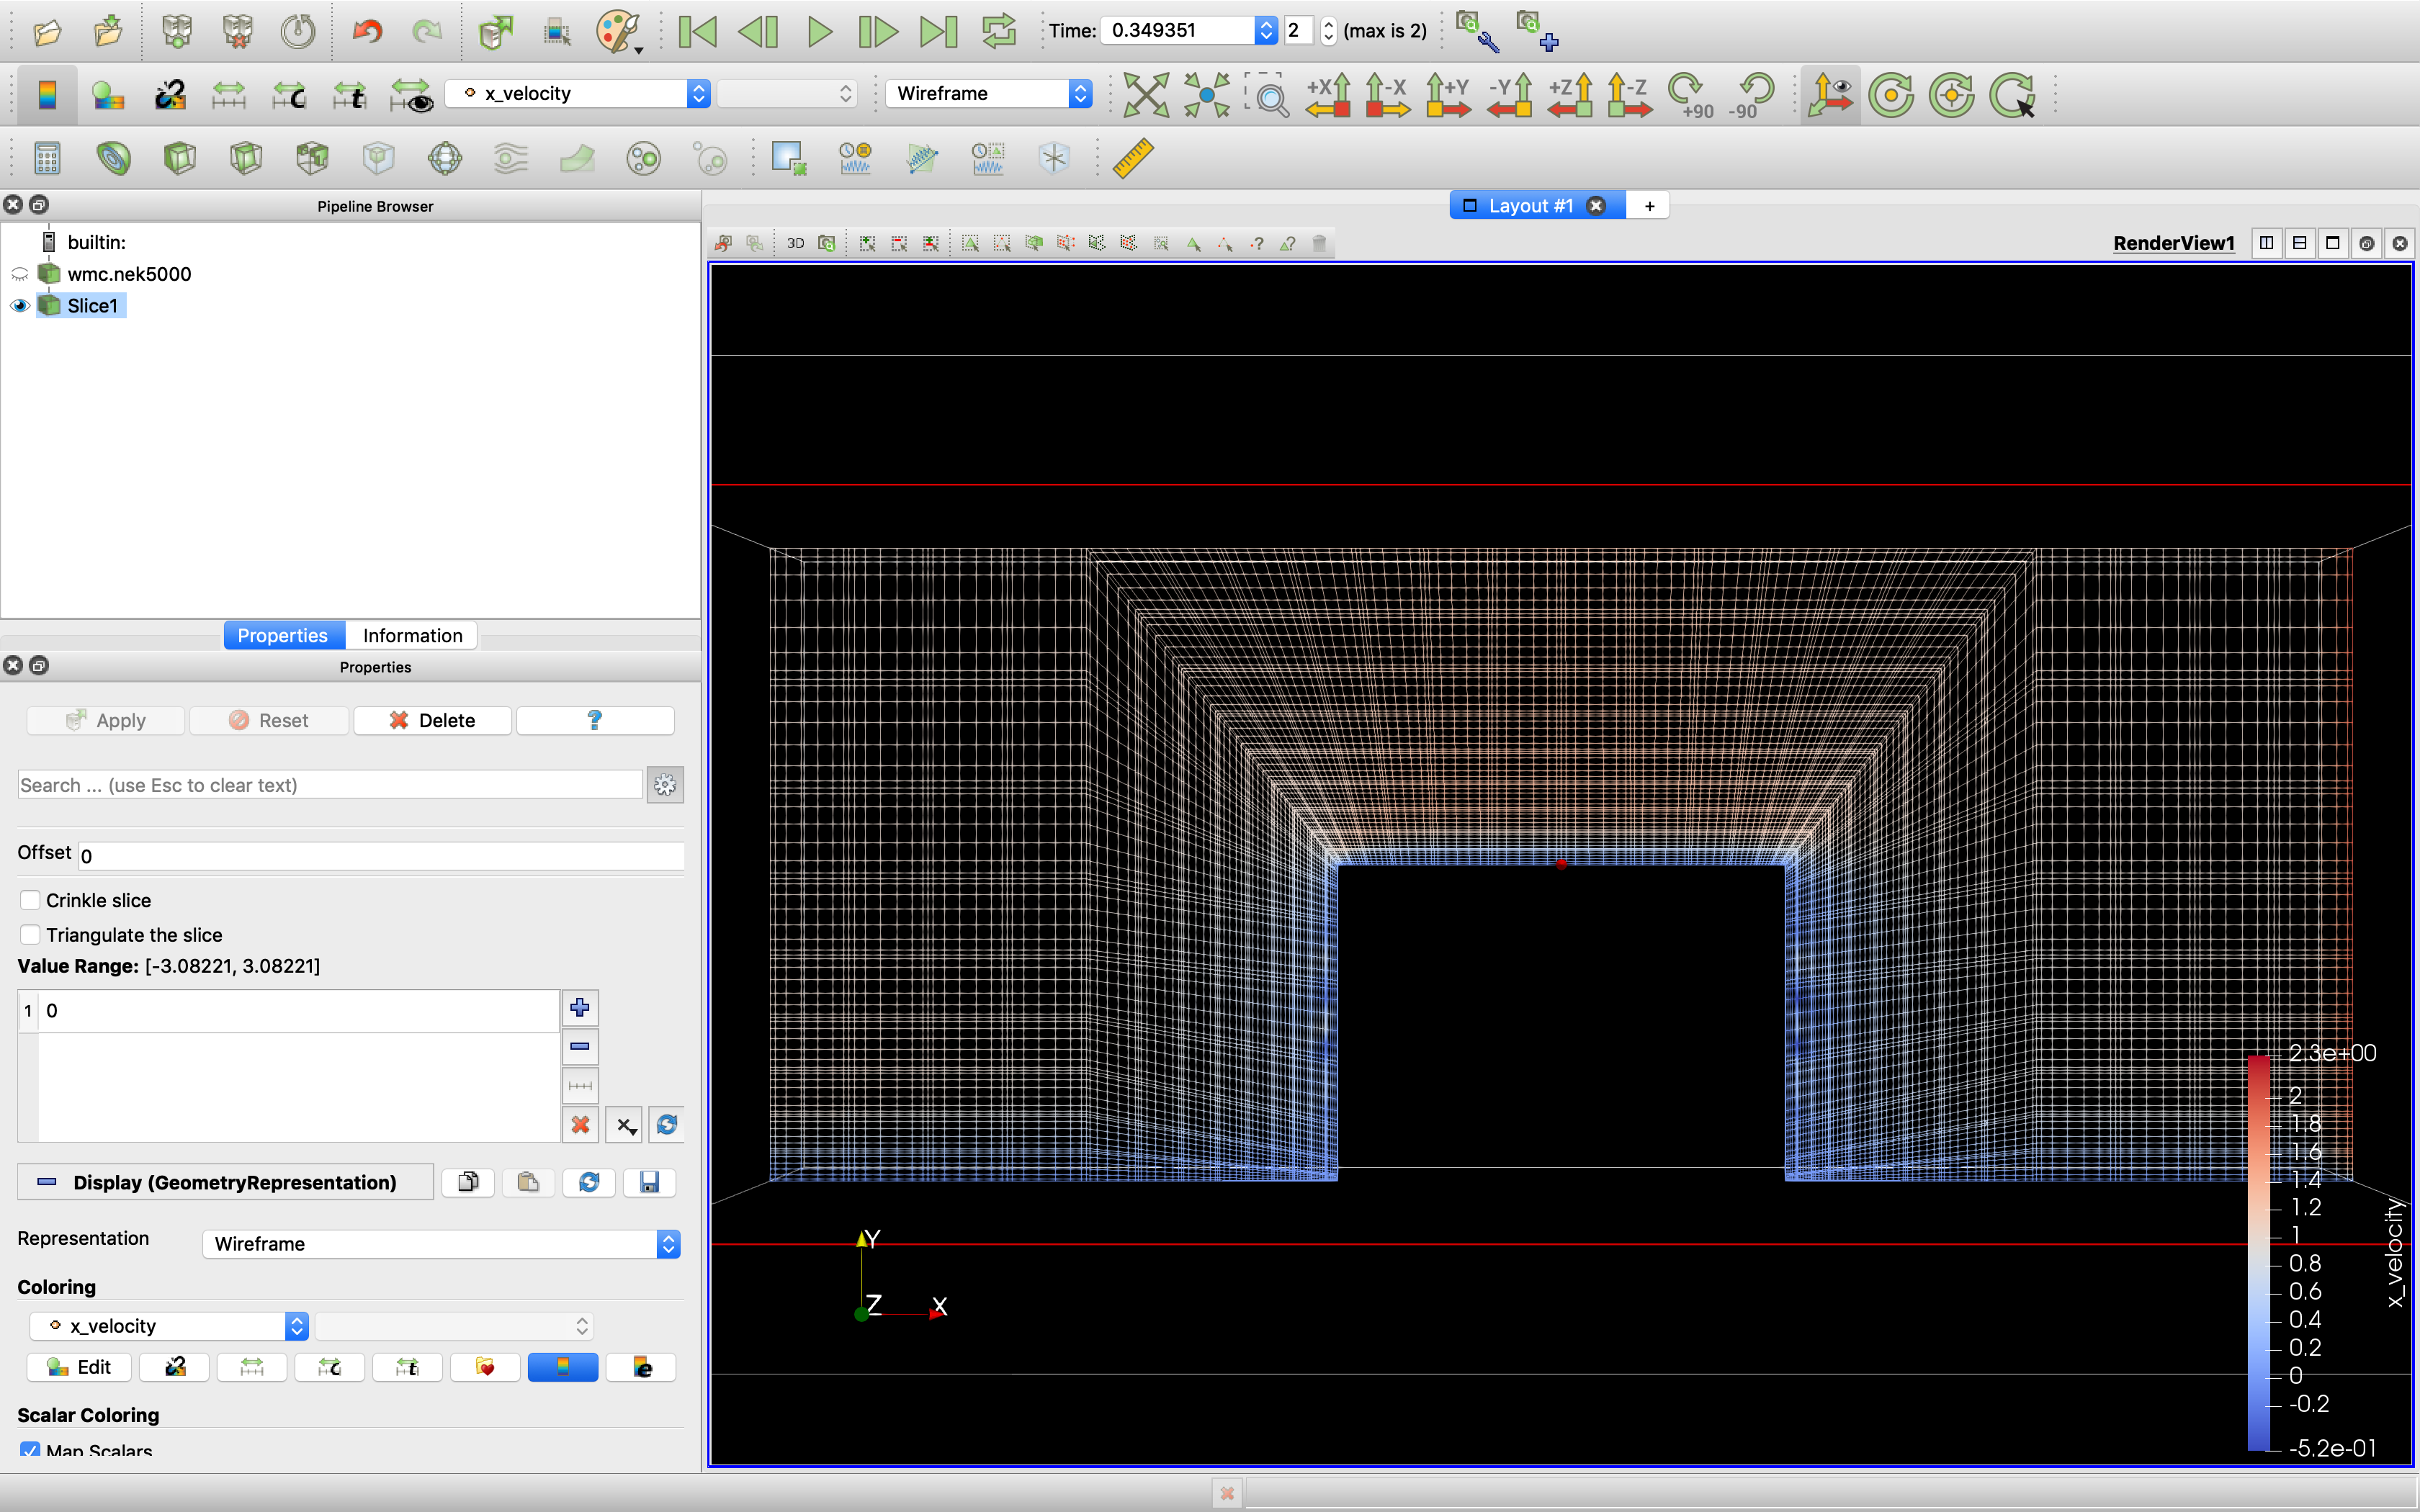 Time: 0.349351 2 (max is 2)
x_velocity Wireframe +X -X +Y -Y +Z -Z +90 -90
Pipeline Browser
builtin:
wmc.nek5000
Slice1
Properties Information
Properties
Apply Reset Delete ?
Search ... (use Esc to clear text)
Offset 0
Crinkle slice
Triangulate the slice
Value Range: [-3.08221, 3.08221]
1 0
Display (GeometryRepresentation)
Representation Wireframe
Coloring
x_velocity
Edit
Scalar Coloring
Map Scalars
Layout #1 +
3D
RenderView1
Y
Z X
2.3e+00
2
1.8
1.6
1.4
1.2
1
0.8
0.6
0.4
0.2
0
-0.2
-5.2e-01
x_velocity